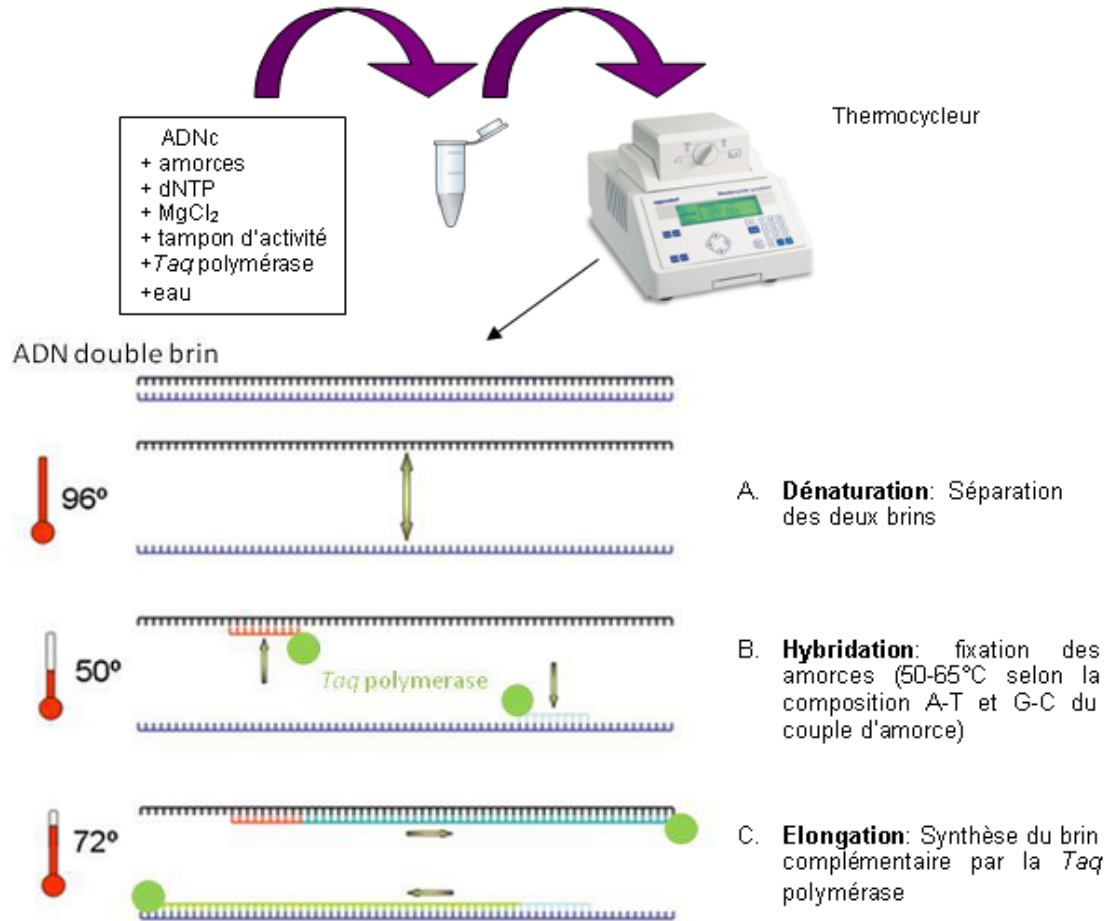 Thermocycleur
ADNc
+ amorces
+ dNTP
+ MgCl₂
+ tampon d'activité
+Taq polymérase
+eau
ADN double brin
96º
A. Dénaturation: Séparation
des deux brins
50º
Taq polymerase
B. Hybridation: fixation des
amorces (50-65°C selon la
composition A-T et G-C du
couple d'amorce)
72º
C. Elongation: Synthèse du brin
complémentaire par la Taq
polymérase